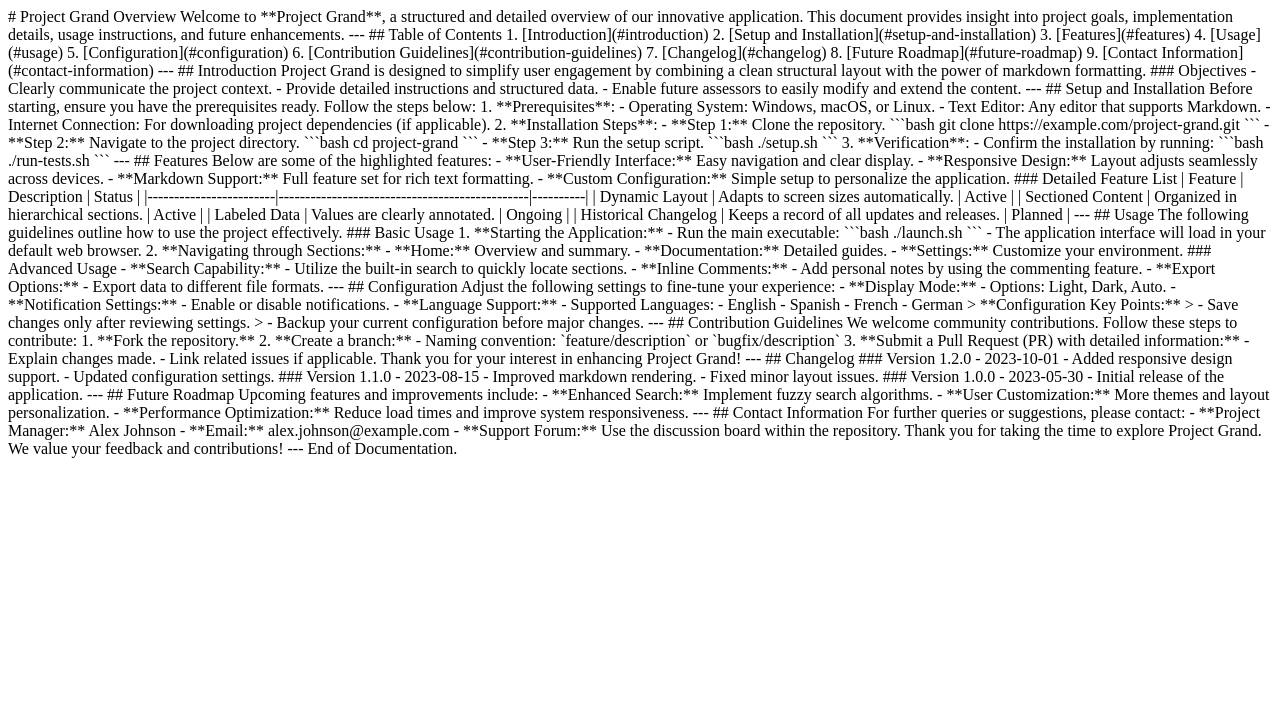 # Project Grand Overview Welcome to **Project Grand**, a structured and detailed overview of our innovative application. This document provides insight into project goals, implementation
details, usage instructions, and future enhancements. --- ## Table of Contents 1. [Introduction](#introduction) 2. [Setup and Installation](#setup-and-installation) 3. [Features](#features) 4. [Usage]
(#usage) 5. [Configuration](#configuration) 6. [Contribution Guidelines](#contribution-guidelines) 7. [Changelog](#changelog) 8. [Future Roadmap](#future-roadmap) 9. [Contact Information]
(#contact-information) --- ## Introduction Project Grand is designed to simplify user engagement by combining a clean structural layout with the power of markdown formatting. ### Objectives -
Clearly communicate the project context. - Provide detailed instructions and structured data. - Enable future assessors to easily modify and extend the content. --- ## Setup and Installation Before
starting, ensure you have the prerequisites ready. Follow the steps below: 1. **Prerequisites**: - Operating System: Windows, macOS, or Linux. - Text Editor: Any editor that supports Markdown. -
Internet Connection: For downloading project dependencies (if applicable). 2. **Installation Steps**: - **Step 1:** Clone the repository. ```bash git clone https://example.com/project-grand.git ``` -
**Step 2:** Navigate to the project directory. ```bash cd project-grand ``` - **Step 3:** Run the setup script. ```bash ./setup.sh ``` 3. **Verification**: - Confirm the installation by running: ```bash
./run-tests.sh ``` --- ## Features Below are some of the highlighted features: - **User-Friendly Interface:** Easy navigation and clear display. - **Responsive Design:** Layout adjusts seamlessly
across devices. - **Markdown Support:** Full feature set for rich text formatting. - **Custom Configuration:** Simple setup to personalize the application. ### Detailed Feature List | Feature |
Description | Status | |------------------------|-----------------------------------------------|----------| | Dynamic Layout | Adapts to screen sizes automatically. | Active | | Sectioned Content | Organized in
hierarchical sections. | Active | | Labeled Data | Values are clearly annotated. | Ongoing | | Historical Changelog | Keeps a record of all updates and releases. | Planned | --- ## Usage The following
guidelines outline how to use the project effectively. ### Basic Usage 1. **Starting the Application:** - Run the main executable: ```bash ./launch.sh ``` - The application interface will load in your
default web browser. 2. **Navigating through Sections:** - **Home:** Overview and summary. - **Documentation:** Detailed guides. - **Settings:** Customize your environment. ###
Advanced Usage - **Search Capability:** - Utilize the built-in search to quickly locate sections. - **Inline Comments:** - Add personal notes by using the commenting feature. - **Export
Options:** - Export data to different file formats. --- ## Configuration Adjust the following settings to fine-tune your experience: - **Display Mode:** - Options: Light, Dark, Auto. -
**Notification Settings:** - Enable or disable notifications. - **Language Support:** - Supported Languages: - English - Spanish - French - German > **Configuration Key Points:** > - Save
changes only after reviewing settings. > - Backup your current configuration before major changes. --- ## Contribution Guidelines We welcome community contributions. Follow these steps to
contribute: 1. **Fork the repository.** 2. **Create a branch:** - Naming convention: `feature/description` or `bugfix/description` 3. **Submit a Pull Request (PR) with detailed information:** -
Explain changes made. - Link related issues if applicable. Thank you for your interest in enhancing Project Grand! --- ## Changelog ### Version 1.2.0 - 2023-10-01 - Added responsive design
support. - Updated configuration settings. ### Version 1.1.0 - 2023-08-15 - Improved markdown rendering. - Fixed minor layout issues. ### Version 1.0.0 - 2023-05-30 - Initial release of the
application. --- ## Future Roadmap Upcoming features and improvements include: - **Enhanced Search:** Implement fuzzy search algorithms. - **User Customization:** More themes and layout
personalization. - **Performance Optimization:** Reduce load times and improve system responsiveness. --- ## Contact Information For further queries or suggestions, please contact: - **Project
Manager:** Alex Johnson - **Email:** alex.johnson@example.com - **Support Forum:** Use the discussion board within the repository. Thank you for taking the time to explore Project Grand.
We value your feedback and contributions! --- End of Documentation.